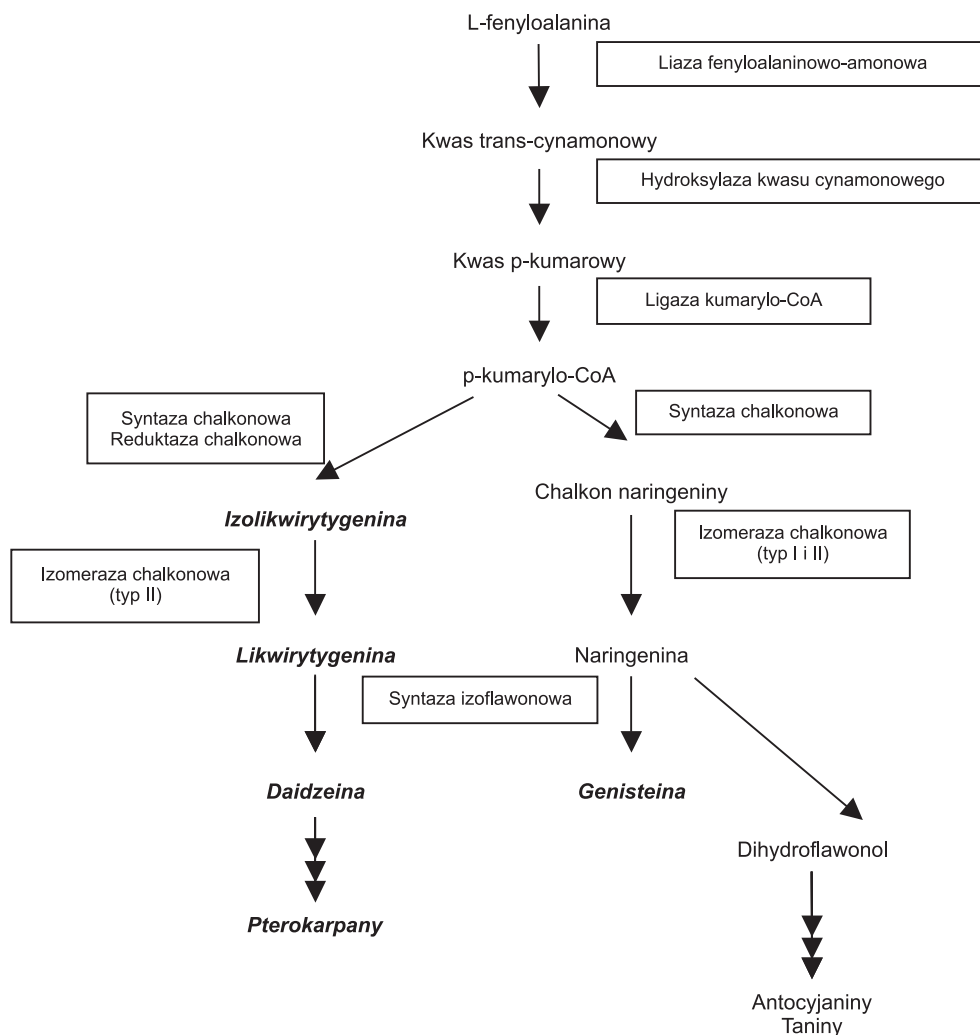 L-fenyloalanina
Liaza fenyloalaninowo-amonowa
Kwas trans-cynamonowy
Hydroksylaza kwasu cynamonowego
Kwas p-kumarowy
Ligaza kumarylo-CoA
p-kumarylo-CoA
Syntaza chalkonowa
Reduktaza chalkonowa
Syntaza chalkonowa
Izolikwirytygenina
Chalkon naringeniny
Izomeraza chalkonowa
(typ II)
Izomeraza chalkonowa
(typ I i II)
Likwirytygenina
Naringenina
Syntaza izoflawonowa
Daidzeina
Genisteina
Dihydroflawonol
Pterokarpany
Antocyjaniny
Taniny